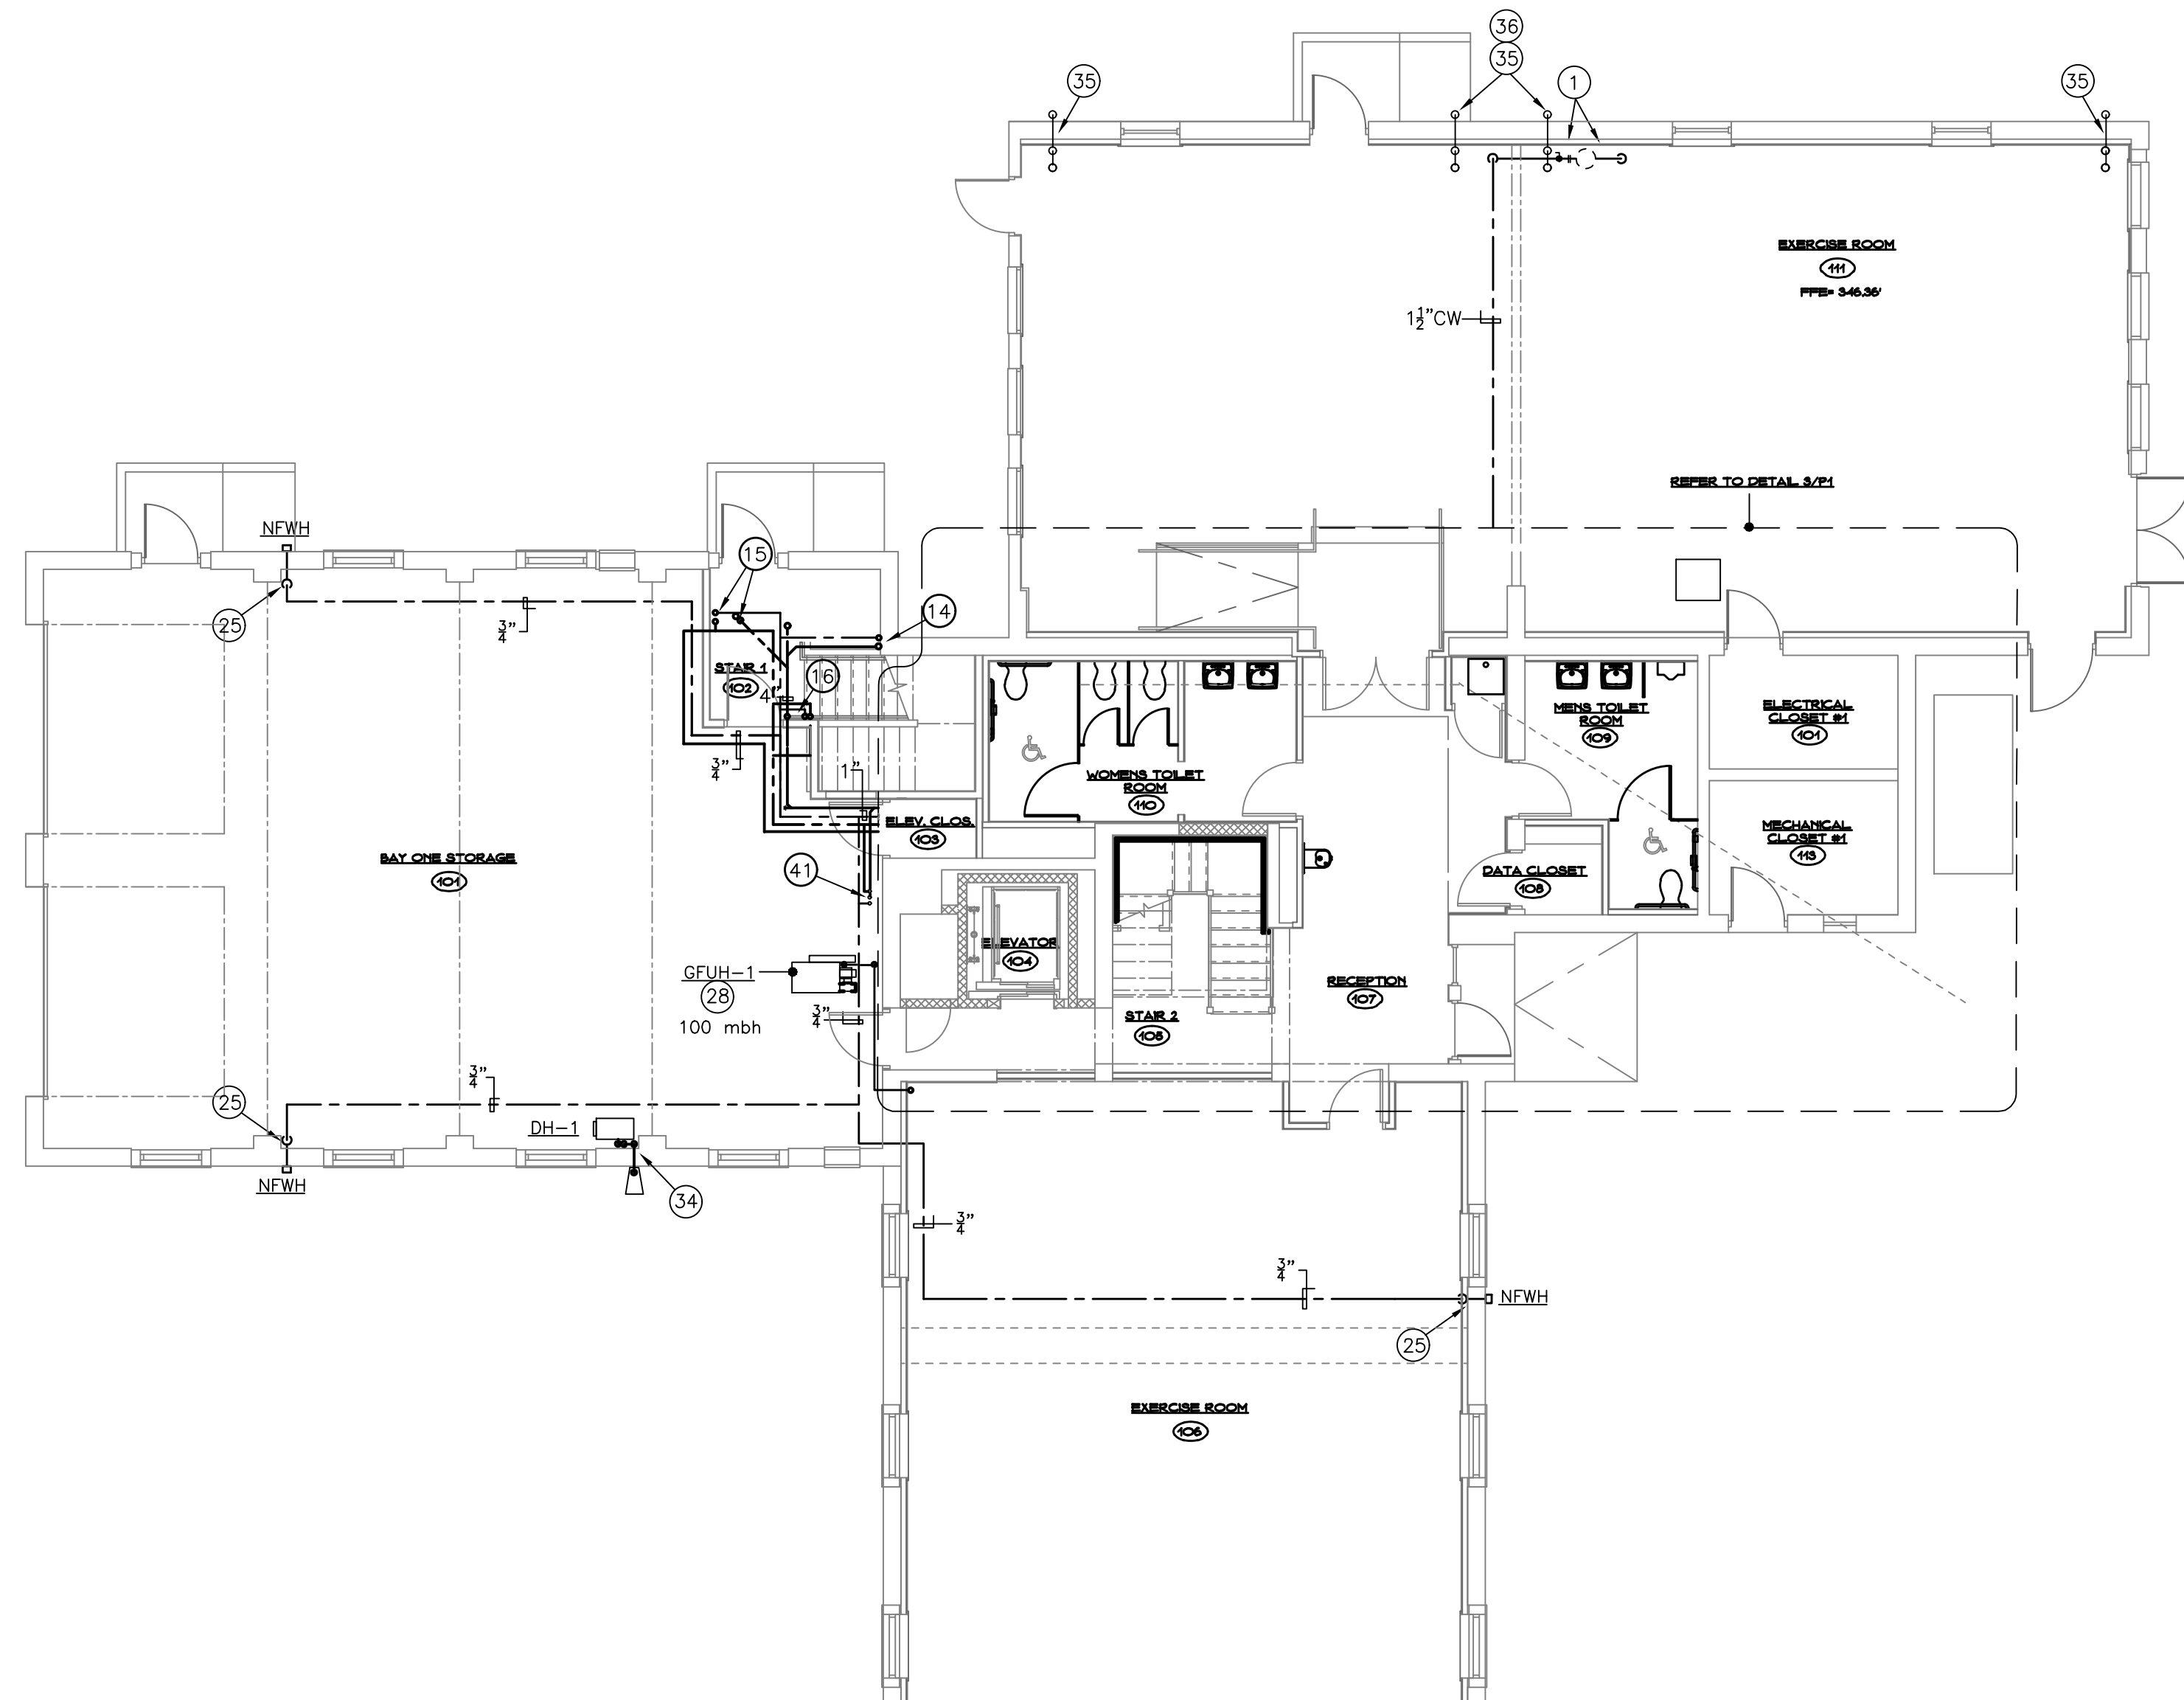 36
35
35
1
35
EXERCISE ROOM
111
FFE= 346.36'
1½"CW
REFER TO DETAIL 3/P1
NFWH
15
25
3/4"
14
STAIR 1
102
4"
16
MENS TOILET
ROOM
109
ELECTRICAL
CLOSET #1
101
3/4"
1"
WOMENS TOILET
ROOM
110
ELEV. CLOS.
103
MECHANICAL
CLOSET #1
113
BAY ONE STORAGE
101
41
DATA CLOSET
108
ELEVATOR
104
GFUH-1
28
100 mbh
3/4"
RECEPTION
107
STAIR 2
105
3/4"
25
DH-1
NFWH
34
3/4"
3/4"
NFWH
25
EXERCISE ROOM
106